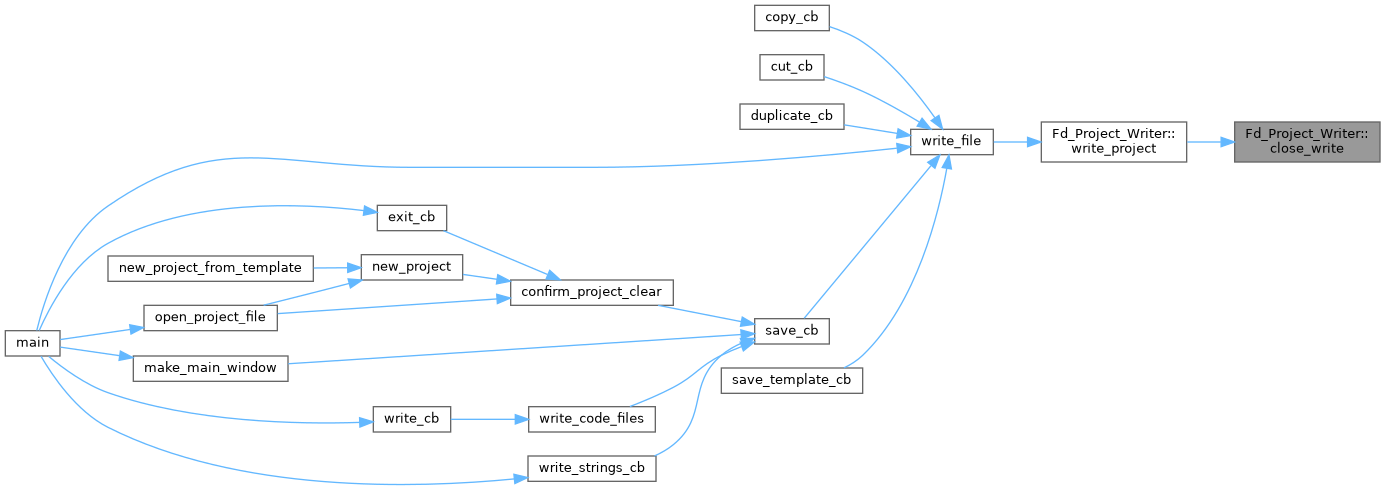 copy_cb
cut_cb
duplicate_cb
write_file
Fd_Project_Writer::
write_project
Fd_Project_Writer::
close_write
exit_cb
new_project_from_template
new_project
confirm_project_clear
open_project_file
main
save_cb
make_main_window
save_template_cb
write_cb
write_code_files
write_strings_cb